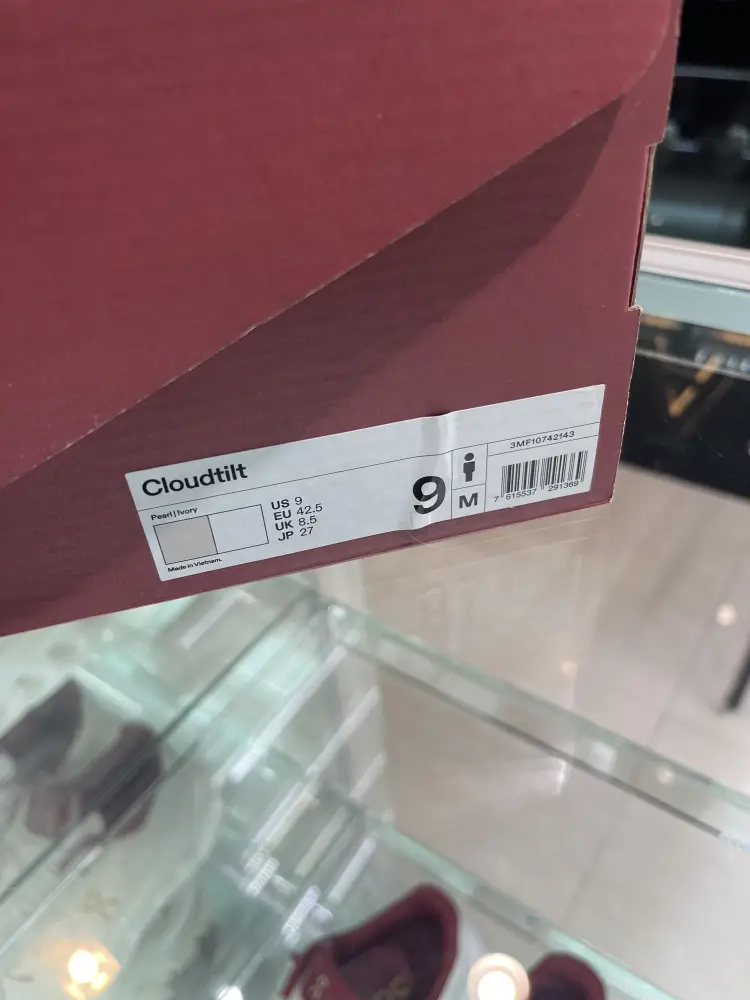 Cloudtilt
Pearl|Ivory
Made in Vietnam.
US 9
EU 42.5
UK 8.5
JP 27
9
M
3MF10742143
7 615537 291369